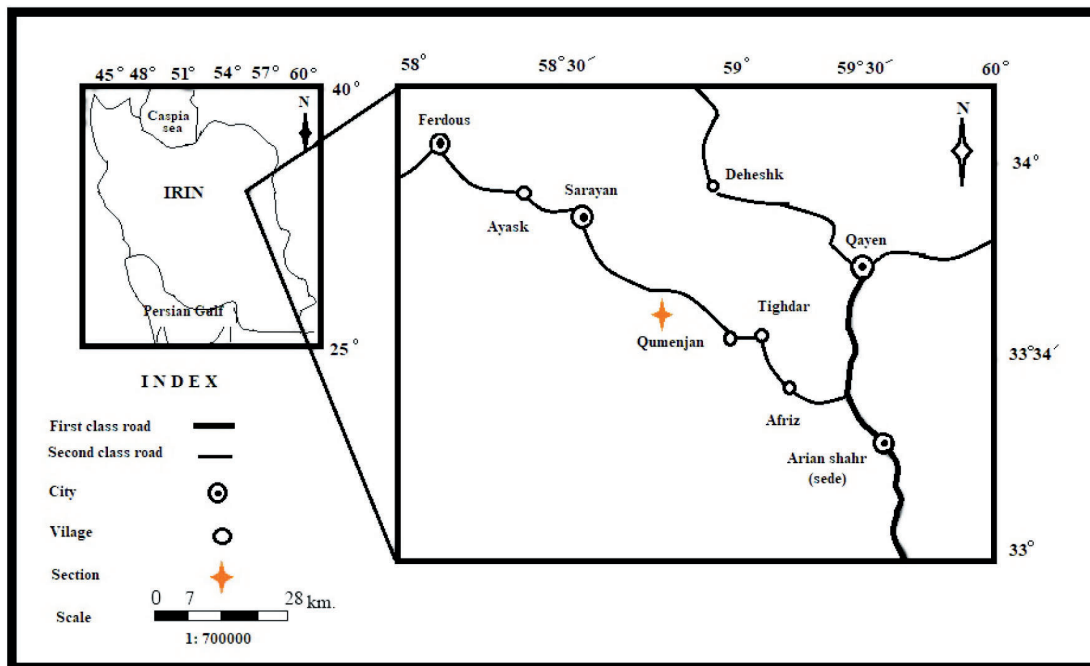 45° 48° 51° 54° 57° 60°
40°
N
Caspia
sea
IRIN
Persian Gulf
25°
58° 58°30´ 59° 59°30´ 60°
N
34°
33°34´
33°
Ferdous
Deheshk
Sarayan
Ayask
Qayen
Tighdar
Qumenjan
Afriz
Arian shahr
(sede)
INDEX
First class road
Second class road
City
Vilage
Section
Scale
0 7 28 km.
1: 700000